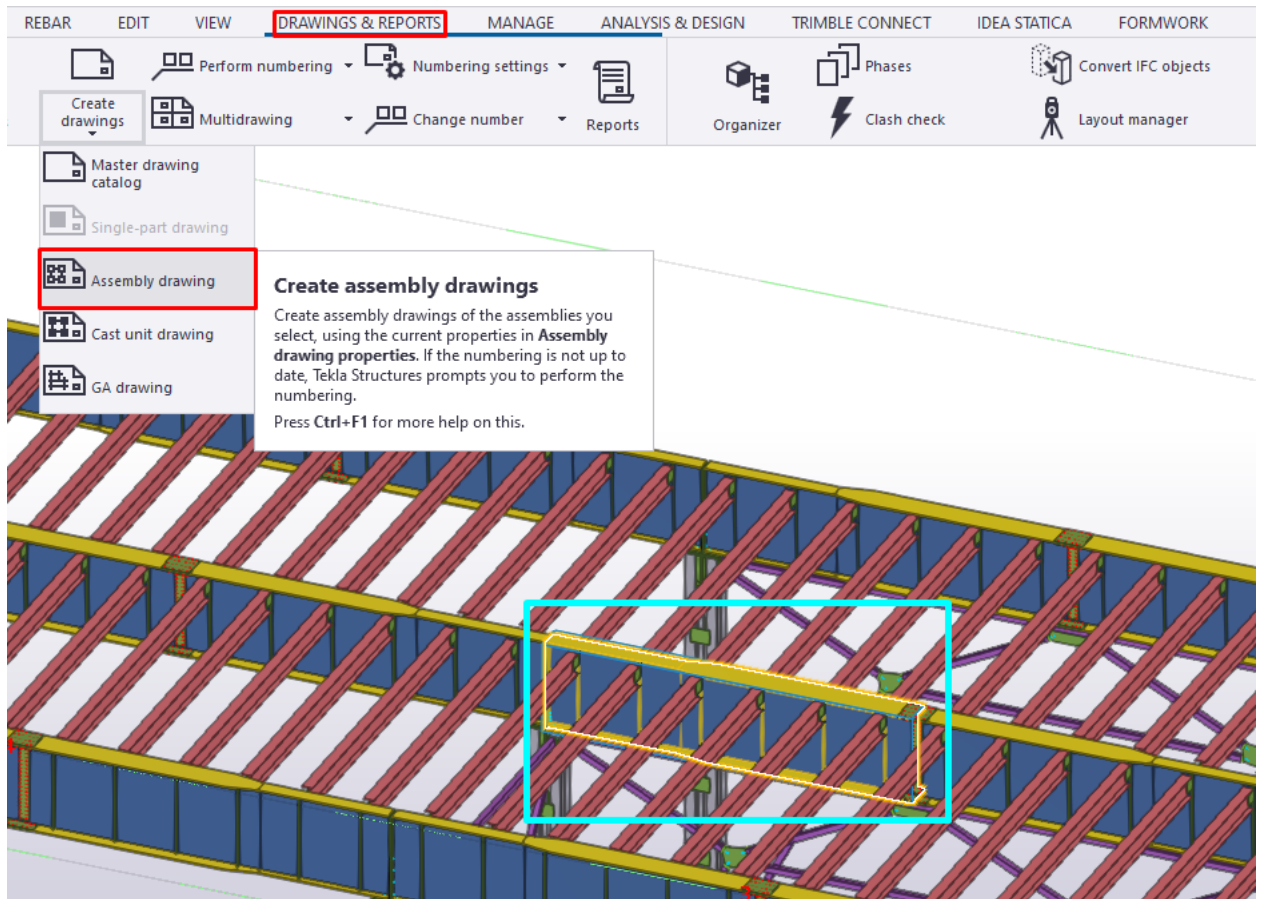 REBAR EDIT VIEW DRAWINGS & REPORTS MANAGE ANALYSIS & DESIGN TRIMBLE CONNECT IDEA STATICA FORMWORK
Perform numbering Numbering settings Phases Convert IFC objects
Create
drawings
Multidrawing Change number Reports Organizer Clash check Layout manager
Master drawing
catalog
Single-part drawing
Assembly drawing
Cast unit drawing
GA drawing
Create assembly drawings
Create assembly drawings of the assemblies you
select, using the current properties in Assembly
drawing properties. If the numbering is not up to
date, Tekla Structures prompts you to perform the
numbering.
Press Ctrl+F1 for more help on this.